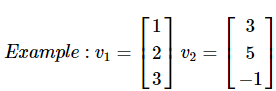 Example : v₁ = [1 2 3] v₂ = [3 5 −1]